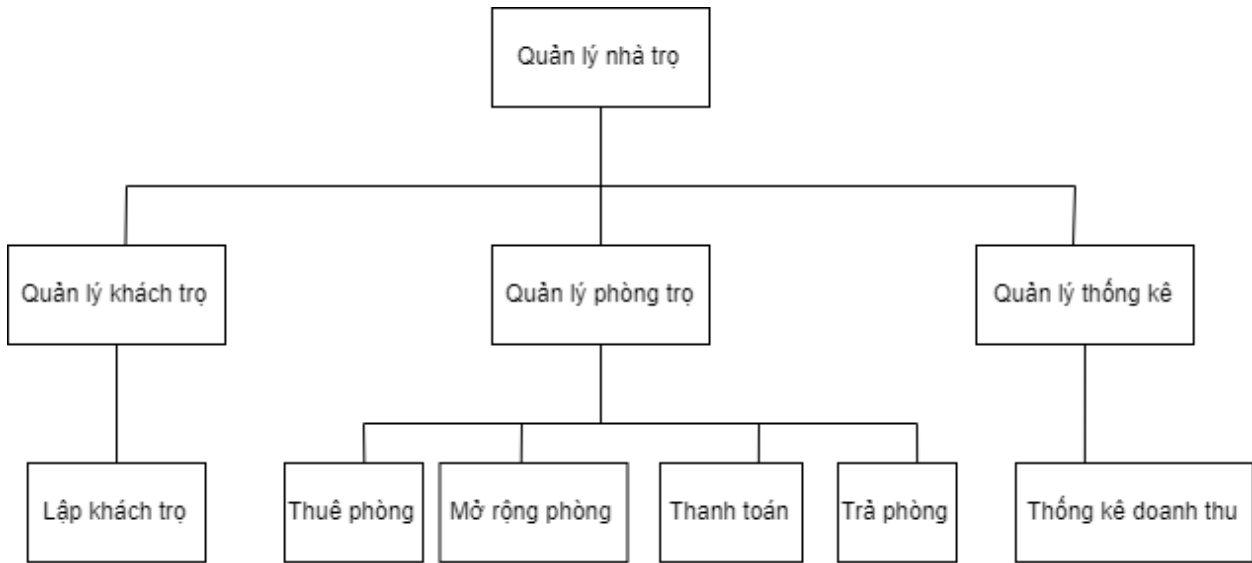 Quản lý nhà trọ
Quản lý khách trọ
Quản lý phòng trọ
Quản lý thống kê
Lập khách trọ
Thuê phòng
Mở rộng phòng
Thanh toán
Trả phòng
Thống kê doanh thu